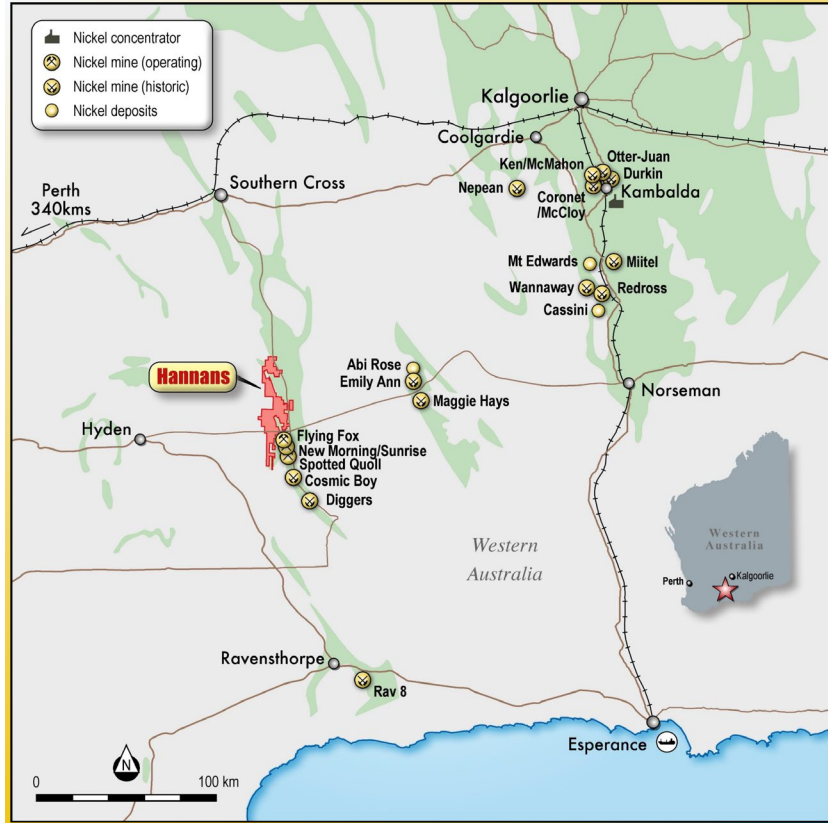 Nickel concentrator
Nickel mine (operating)
Nickel mine (historic)
Nickel deposits
Kalgoorlie
Coolgardie
Ken/McMahon
Otter-Juan
Durkin
Nepean
Coronet
/McCloy
Kambalda
Perth
340kms
Southern Cross
Mt Edwards
Miitel
Wannaway
Redross
Cassini
Hannans
Abi Rose
Emily Ann
Maggie Hays
Norseman
Hyden
Flying Fox
New Morning/Sunrise
Spotted Quoll
Cosmic Boy
Diggers
Western
Australia
Western
Australia
Perth
Kalgoorlie
Ravensthorpe
Rav 8
Esperance
N
0
100 km